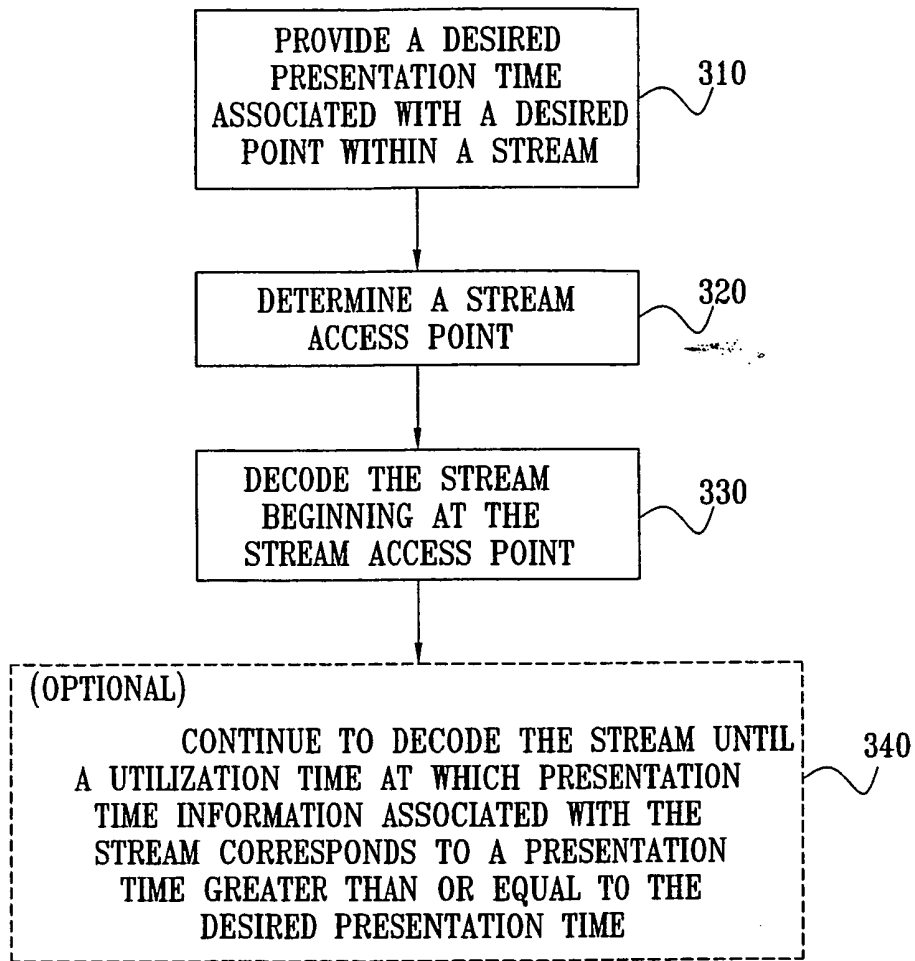 PROVIDE A DESIRED
PRESENTATION TIME
ASSOCIATED WITH A DESIRED
POINT WITHIN A STREAM
310
DETERMINE A STREAM
ACCESS POINT
320
DECODE THE STREAM
BEGINNING AT THE
STREAM ACCESS POINT
330
(OPTIONAL)
CONTINUE TO DECODE THE STREAM UNTIL
A UTILIZATION TIME AT WHICH PRESENTATION
TIME INFORMATION ASSOCIATED WITH THE
STREAM CORRESPONDS TO A PRESENTATION
TIME GREATER THAN OR EQUAL TO THE
DESIRED PRESENTATION TIME
340